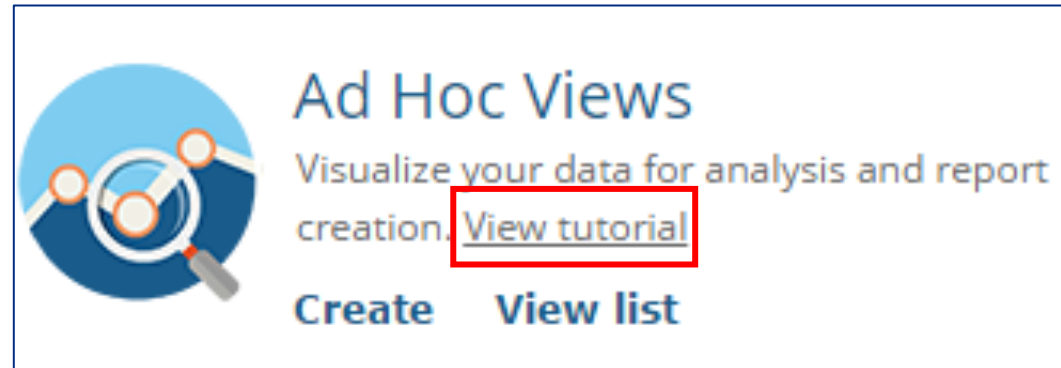 Ad Hoc Views
Visualize your data for analysis and report
creation. View tutorial
Create View list